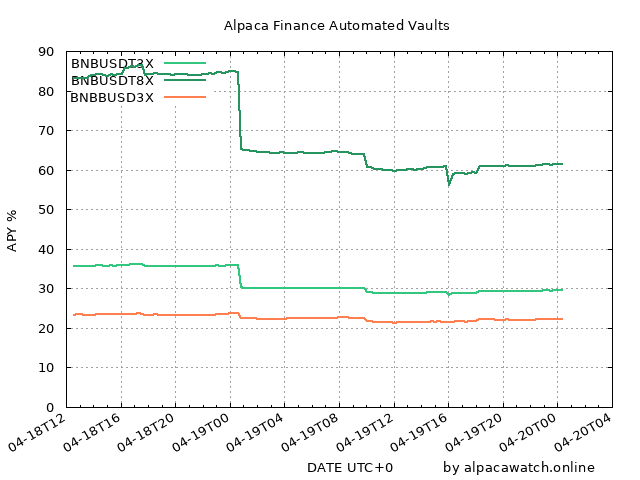 Alpaca Finance Automated Vaults
APY %
90
80
70
60
50
40
30
20
10
0
BNBUSDT3X
BNBUSDT8X
BNBBUSD3X
04-18T12
04-18T16
04-18T20
04-19T00
04-19T04
04-19T08
04-19T12
04-19T16
04-19T20
04-20T00
04-20T04
DATE UTC+0
by alpacawatch.online